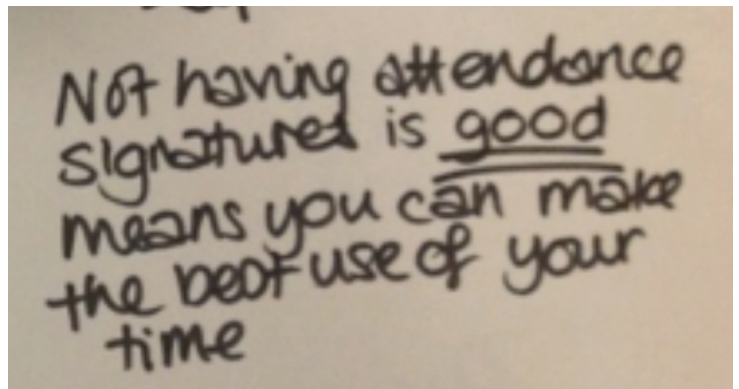 Not having attendance
signatures is good
means you can make
the best use of your
time